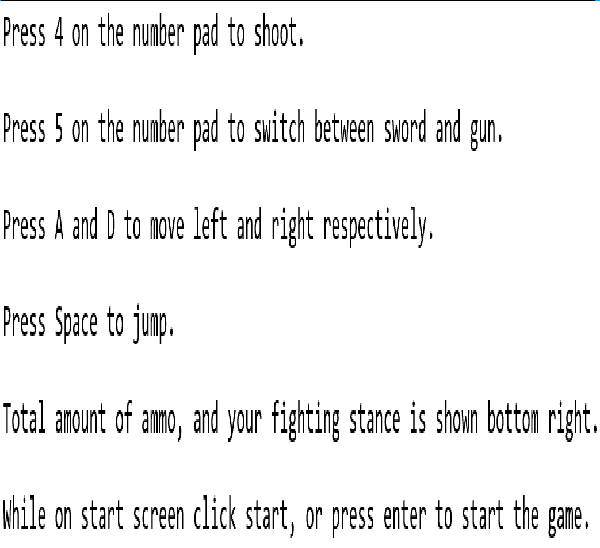 Press 4 on the number pad to shoot.
Press 5 on the number pad to switch between sword and gun.
Press A and D to move left and right respectively.
Press Space to jump.
Total amount of ammo, and your fighting stance is shown bottom right.
While on start screen click start, or press enter to start the game.